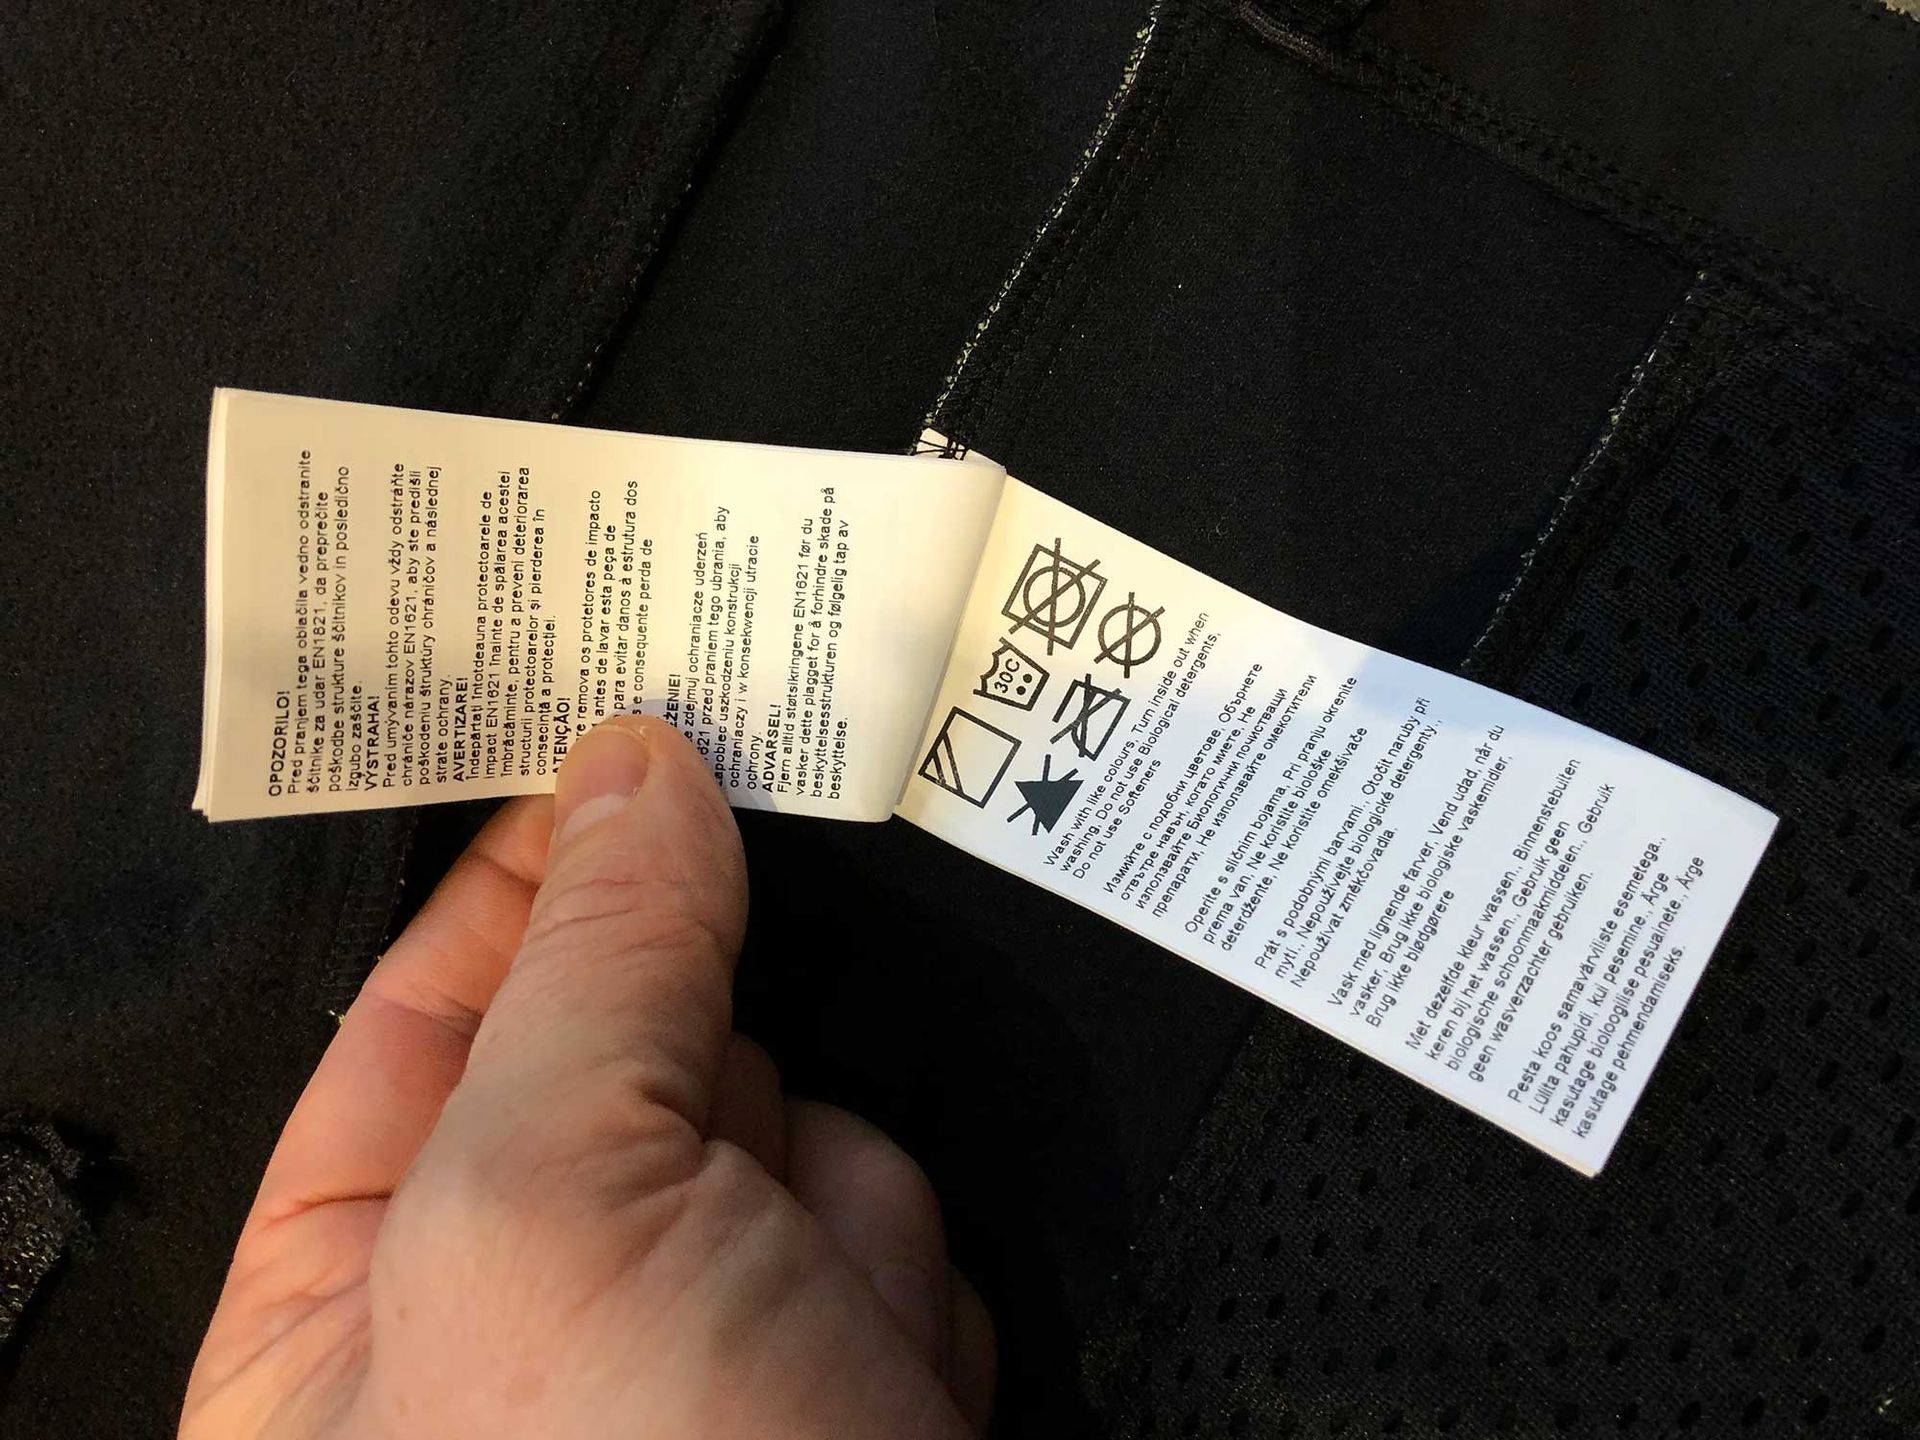 OPOZORILO!
Pred pranjem tega oblačila vedno odstranite
ščitnike za udar EN1621, da preprečite
poškodbe strukture ščitnikov in posledično
izgubo zaščite.
VÝSTRAHA!
Pred umývaním tohto odevu vždy odstráňte
chrániče nárazov EN1621, aby ste predišli
poškodeniu štruktúry chráničov a následnej
strate ochrany.
AVERTIZARE!
Îndepărtați întotdeauna protectoarele de
impact EN1621 înainte de spălarea acestei
îmbrăcăminte, pentru a preveni deteriorarea
structurii protectoarelor și pierderea în
consecință a protecției.
ATENÇÃO!
remova os protetores de impacto
antes de lavar esta peça de
para evitar danos à estrutura dos
e consequente perda de
zdejmuj ochraniacze uderzeń
przed praniem tego ubrania, aby
zapobiec uszkodzeniu konstrukcji
ochraniaczy i w konsekwencji utracie
ochrony.
ADVARSEL!
Fjern alltid støtsikringene EN1621 før du
vasker dette plagget for å forhindre skade på
beskyttelsesstrukturen og følgelig tap av
beskyttelse.
30C
Wash with like colours, Turn inside out when
washing. Do not use Biological detergents,
Do not use Softeners
Измийте с подобни цветове. Обърнете
отвътре навън, когато миете. Не
използвайте Биологични почистващи
препарати. Не използвайте омекотители
Operite s sličnim bojama. Pri pranju okrenite
prema van. Ne koristite biološke
deterdžente, Ne koristite omekšivače
Prát s podobnými barvami., Otočit naruby při
mytí., Nepoužívejte biologické detergenty.,
Nepoužívat změkčovadla.
Vask med lignende farver, Vend udad, når du
vasker, Brug ikke biologiske vaskemidler,
Brug ikke blødgørere
Met dezelfde kleur wassen., Binnenstebuiten
keren bij het wassen., Gebruik geen
biologische schoonmaakmiddelen., Gebruik
geen wasverzachter gebruiken.
Pesta koos samavärviliste esemetega.,
Lülita pahupidi, kui pesemine., Ärge
kasutage bioloogilise pesuainete., Ärge
kasutage pehmendamiseks.